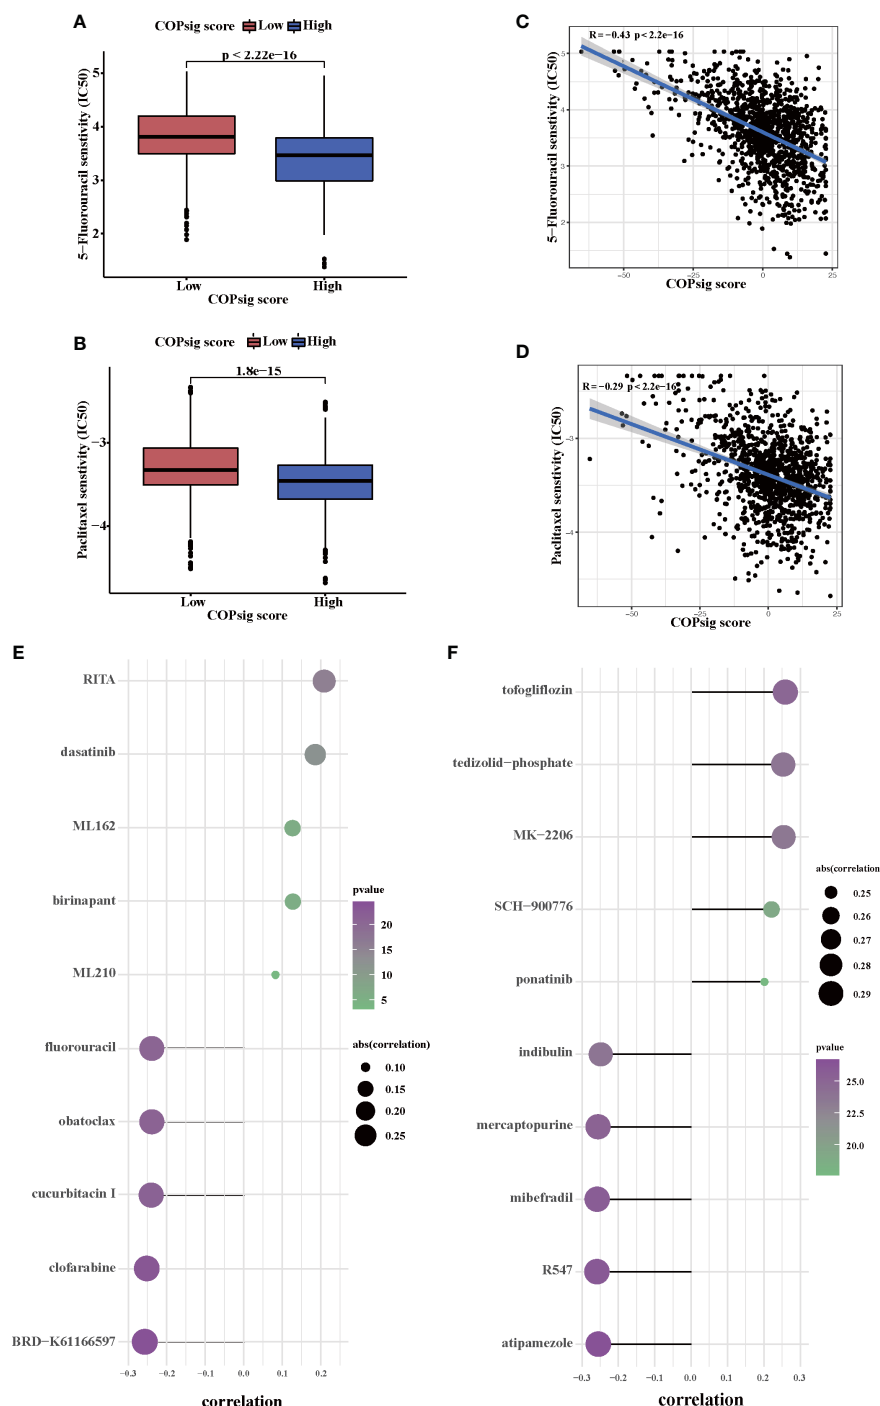 A
COPsig score Low High
p < 2.22e−16
5−Fluorouracil senstivity (IC50)
5
4
3
2
Low High
COPsig score
C
R=−0.43 p<2.2e−16
5−Fluorouracil senstivity (IC50)
5
4
3
2
−50 −25 0 25
COPsig score
B
COPsig score Low High
1.8e−15
Paclitaxel senstivity (IC50)
−3
−4
Low High
COPsig score
D
R=−0.29 p<2.2e−16
Paclitaxel senstivity (IC50)
−3
−4
−50 −25 0 25
COPsig score
E
RITA
dasatinib
ML162
birinapant
ML210
fluorouracil
obatoclax
cucurbitacin I
clofarabine
BRD−K61166597
−0.3 −0.2 −0.1 0.0 0.1 0.2
correlation
pvalue
20
15
10
5
abs(correlation)
0.10
0.15
0.20
0.25
F
tofogliflozin
tedizolid−phosphate
MK−2206
SCH−900776
ponatinib
indibulin
mercaptopurine
mibefradil
R547
atipamezole
−0.3 −0.2 −0.1 0.0 0.1 0.2 0.3
correlation
abs(correlation
0.25
0.26
0.27
0.28
0.29
pvalue
25.0
22.5
20.0